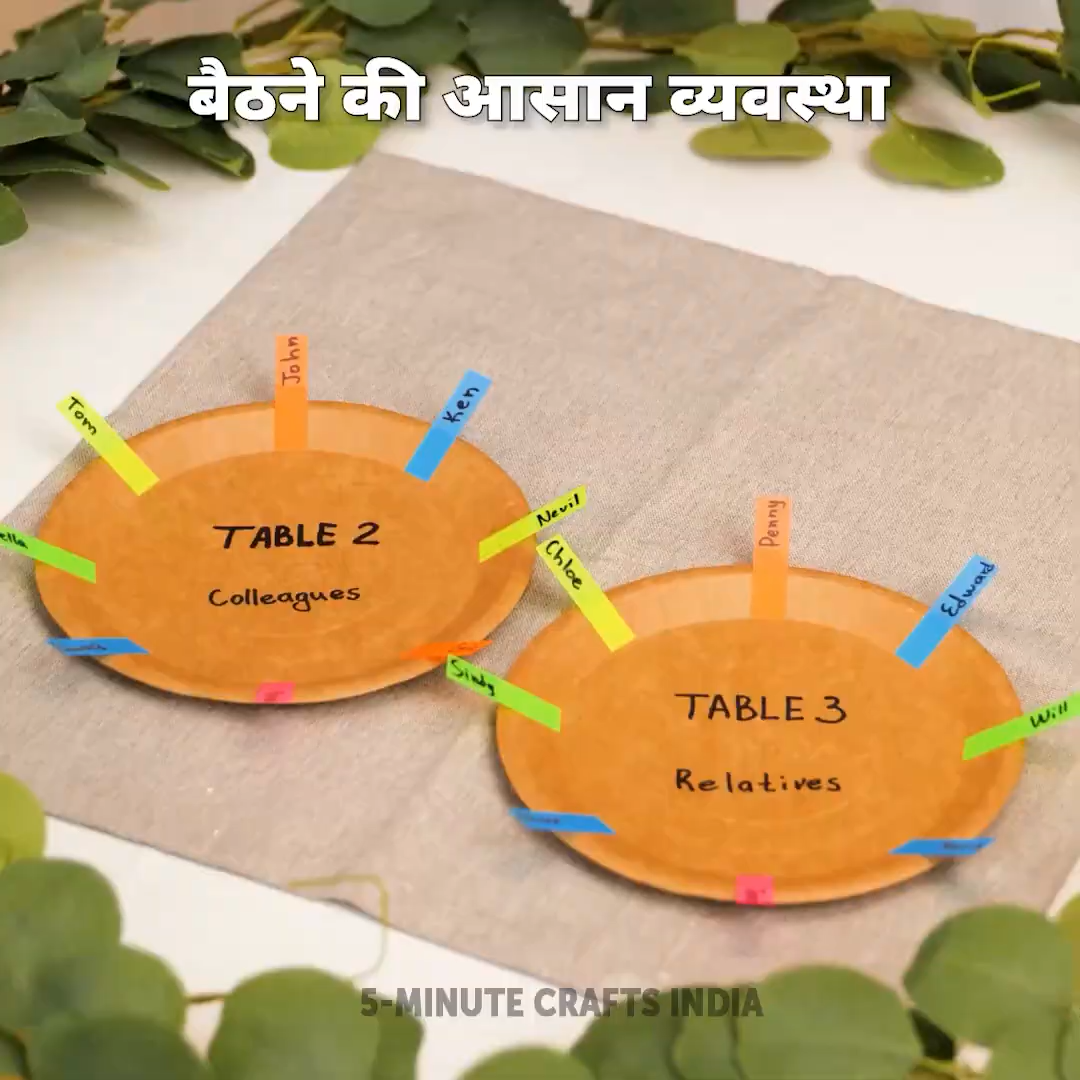 बैठने की आसान व्यवस्था
John
Ken
Tom
Nevil
TABLE 2
Colleagues
Penny
Chloe
Edward
Sindy
Will
TABLE 3
Relatives
5-MINUTE CRAFTS INDIA